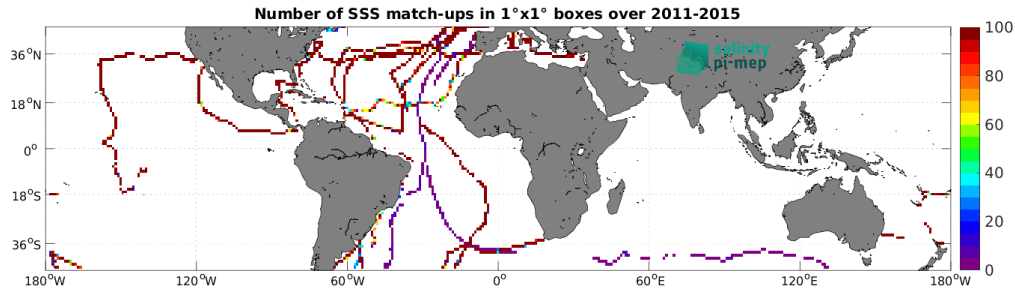 Number of SSS match-ups in 1°x1° boxes over 2011-2015
36°N
18°N
0°
18°S
36°S
180°W
120°W
60°W
0°
60°E
120°E
180°W
salinity
pi-mep
100
80
60
40
20
0